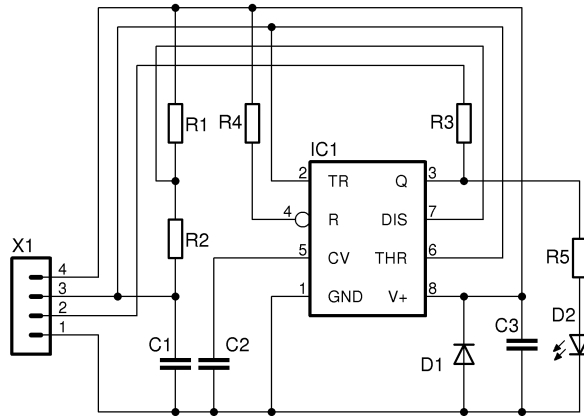 R1
R4
R3
IC1
2
TR
Q
3
4
R
DIS
7
R2
5
CV
THR
6
X1
R5
4
3
1
GND
V+
8
2
C3
D2
1
C1
C2
D1